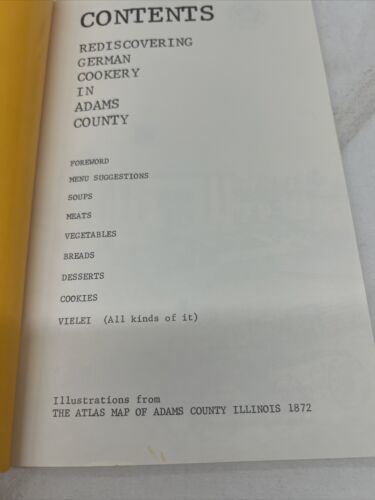 CONTENTS
REDISCOVERING
GERMAN
COOKERY
IN
ADAMS
COUNTY
FOREWORD
MENU SUGGESTIONS
SOUPS
MEATS
VEGETABLES
BREADS
DESSERTS
COOKIES
VIELEI (All kinds of it)
Illustrations from
THE ATLAS MAP OF ADAMS COUNTY ILLINOIS 1872